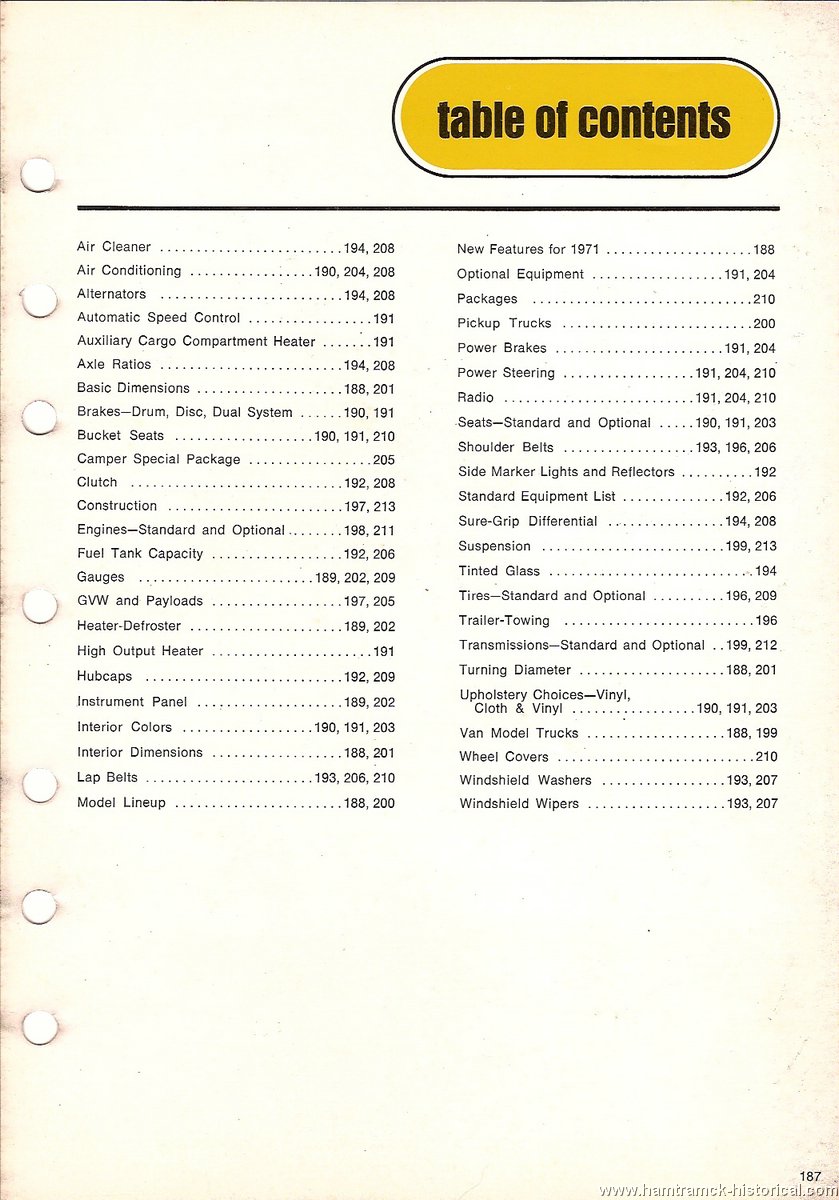 table of contents
Air Cleaner .........................194, 208
Air Conditioning .................190, 204, 208
Alternators .........................194, 208
Automatic Speed Control .................191
Auxiliary Cargo Compartment Heater .......191
Axle Ratios .........................194, 208
Basic Dimensions ....................188, 201
Brakes—Drum, Disc, Dual System ......190, 191
Bucket Seats ...................190, 191, 210
Camper Special Package .................205
Clutch .............................192, 208
Construction ........................197, 213
Engines—Standard and Optional........198, 211
Fuel Tank Capacity ..................192, 206
Gauges ........................189, 202, 209
GVW and Payloads ..................197, 205
Heater-Defroster .....................189, 202
High Output Heater ......................191
Hubcaps ...........................192, 209
Instrument Panel ....................189, 202
Interior Colors ..................190, 191, 203
Interior Dimensions ..................188, 201
Lap Belts .......................193, 206, 210
Model Lineup .......................188, 200
New Features for 1971 ....................188
Optional Equipment ..................191, 204
Packages ..............................210
Pickup Trucks ..........................200
Power Brakes .......................191, 204
Power Steering ..................191, 204, 210
Radio ..........................191, 204, 210
Seats—Standard and Optional .....190, 191, 203
Shoulder Belts ..................193, 196, 206
Side Marker Lights and Reflectors ..........192
Standard Equipment List ..............192, 206
Sure-Grip Differential ................194, 208
Suspension .........................199, 213
Tinted Glass ............................194
Tires—Standard and Optional ..........196, 209
Trailer-Towing ..........................196
Transmissions—Standard and Optional ..199, 212
Turning Diameter ....................188, 201
Upholstery Choices—Vinyl,
Cloth & Vinyl .................190, 191, 203
Van Model Trucks ...................188, 199
Wheel Covers ...........................210
Windshield Washers .................193, 207
Windshield Wipers ...................193, 207
187
www.hamtramck-historical.com